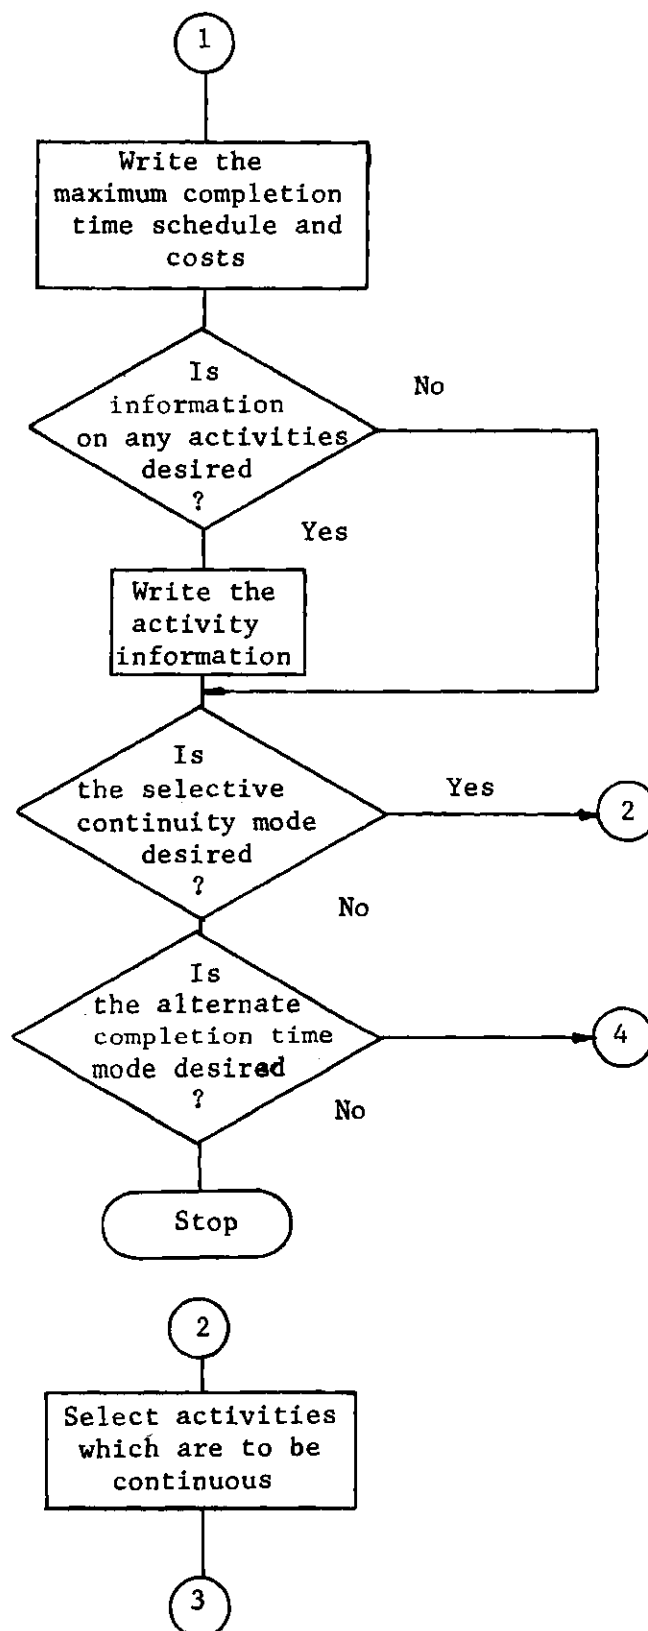 1
Write the
maximum completion
time schedule and
costs
Is
information
on any activities
desired
?
No
Yes
Write the
activity
information
Is
the selective
continuity mode
desired
?
Yes
2
No
Is
the alternate
completion time
mode desired
?
4
No
Stop
2
Select activities
which are to be
continuous
3